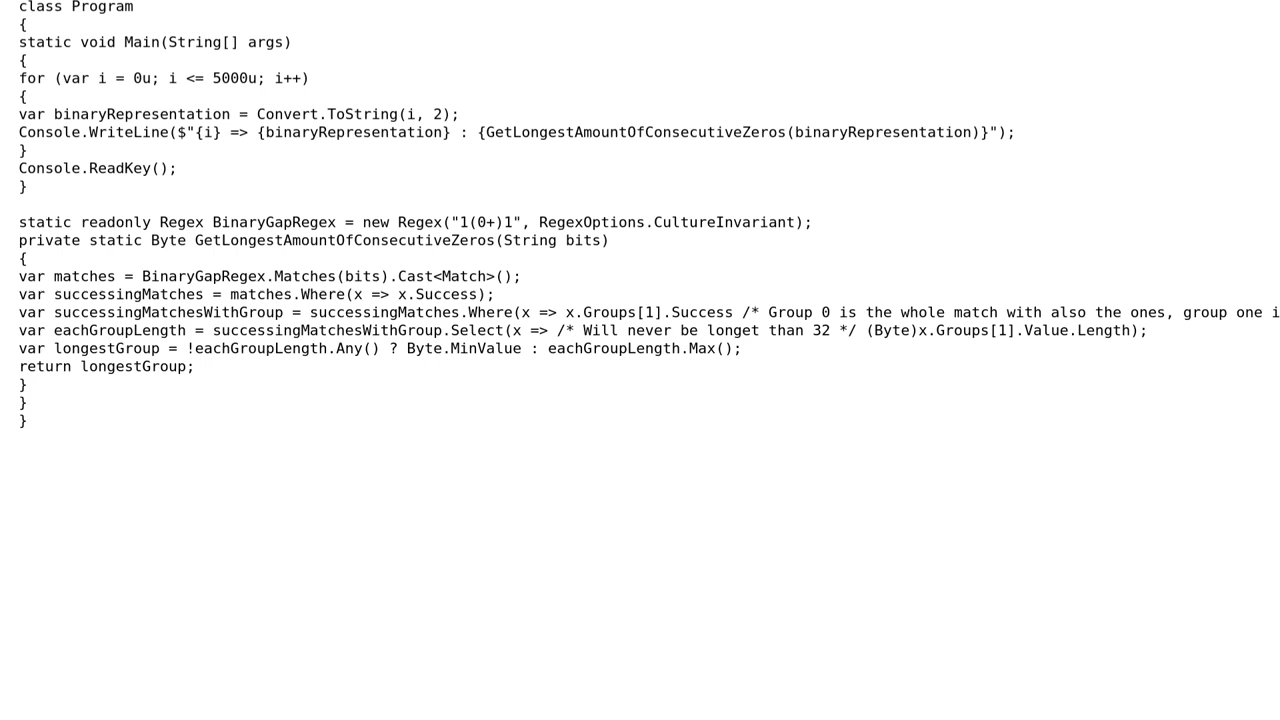 class Program
{
static void Main(String[] args)
{
for (var i = 0u; i <= 5000u; i++)
{
var binaryRepresentation = Convert.ToString(i, 2);
Console.WriteLine($"{i} => {binaryRepresentation} : {GetLongestAmountOfConsecutiveZeros(binaryRepresentation)}");
}
Console.ReadKey();
}
static readonly Regex BinaryGapRegex = new Regex("1(0+)1", RegexOptions.CultureInvariant);
private static Byte GetLongestAmountOfConsecutiveZeros(String bits)
{
var matches = BinaryGapRegex.Matches(bits).Cast<Match>();
var successingMatches = matches.Where(x => x.Success);
var successingMatchesWithGroup = successingMatches.Where(x => x.Groups[1].Success /* Group 0 is the whole match with also the ones, group one i
var eachGroupLength = successingMatchesWithGroup.Select(x => /* Will never be longet than 32 */ (Byte)x.Groups[1].Value.Length);
var longestGroup = !eachGroupLength.Any() ? Byte.MinValue : eachGroupLength.Max();
return longestGroup;
}
}
}